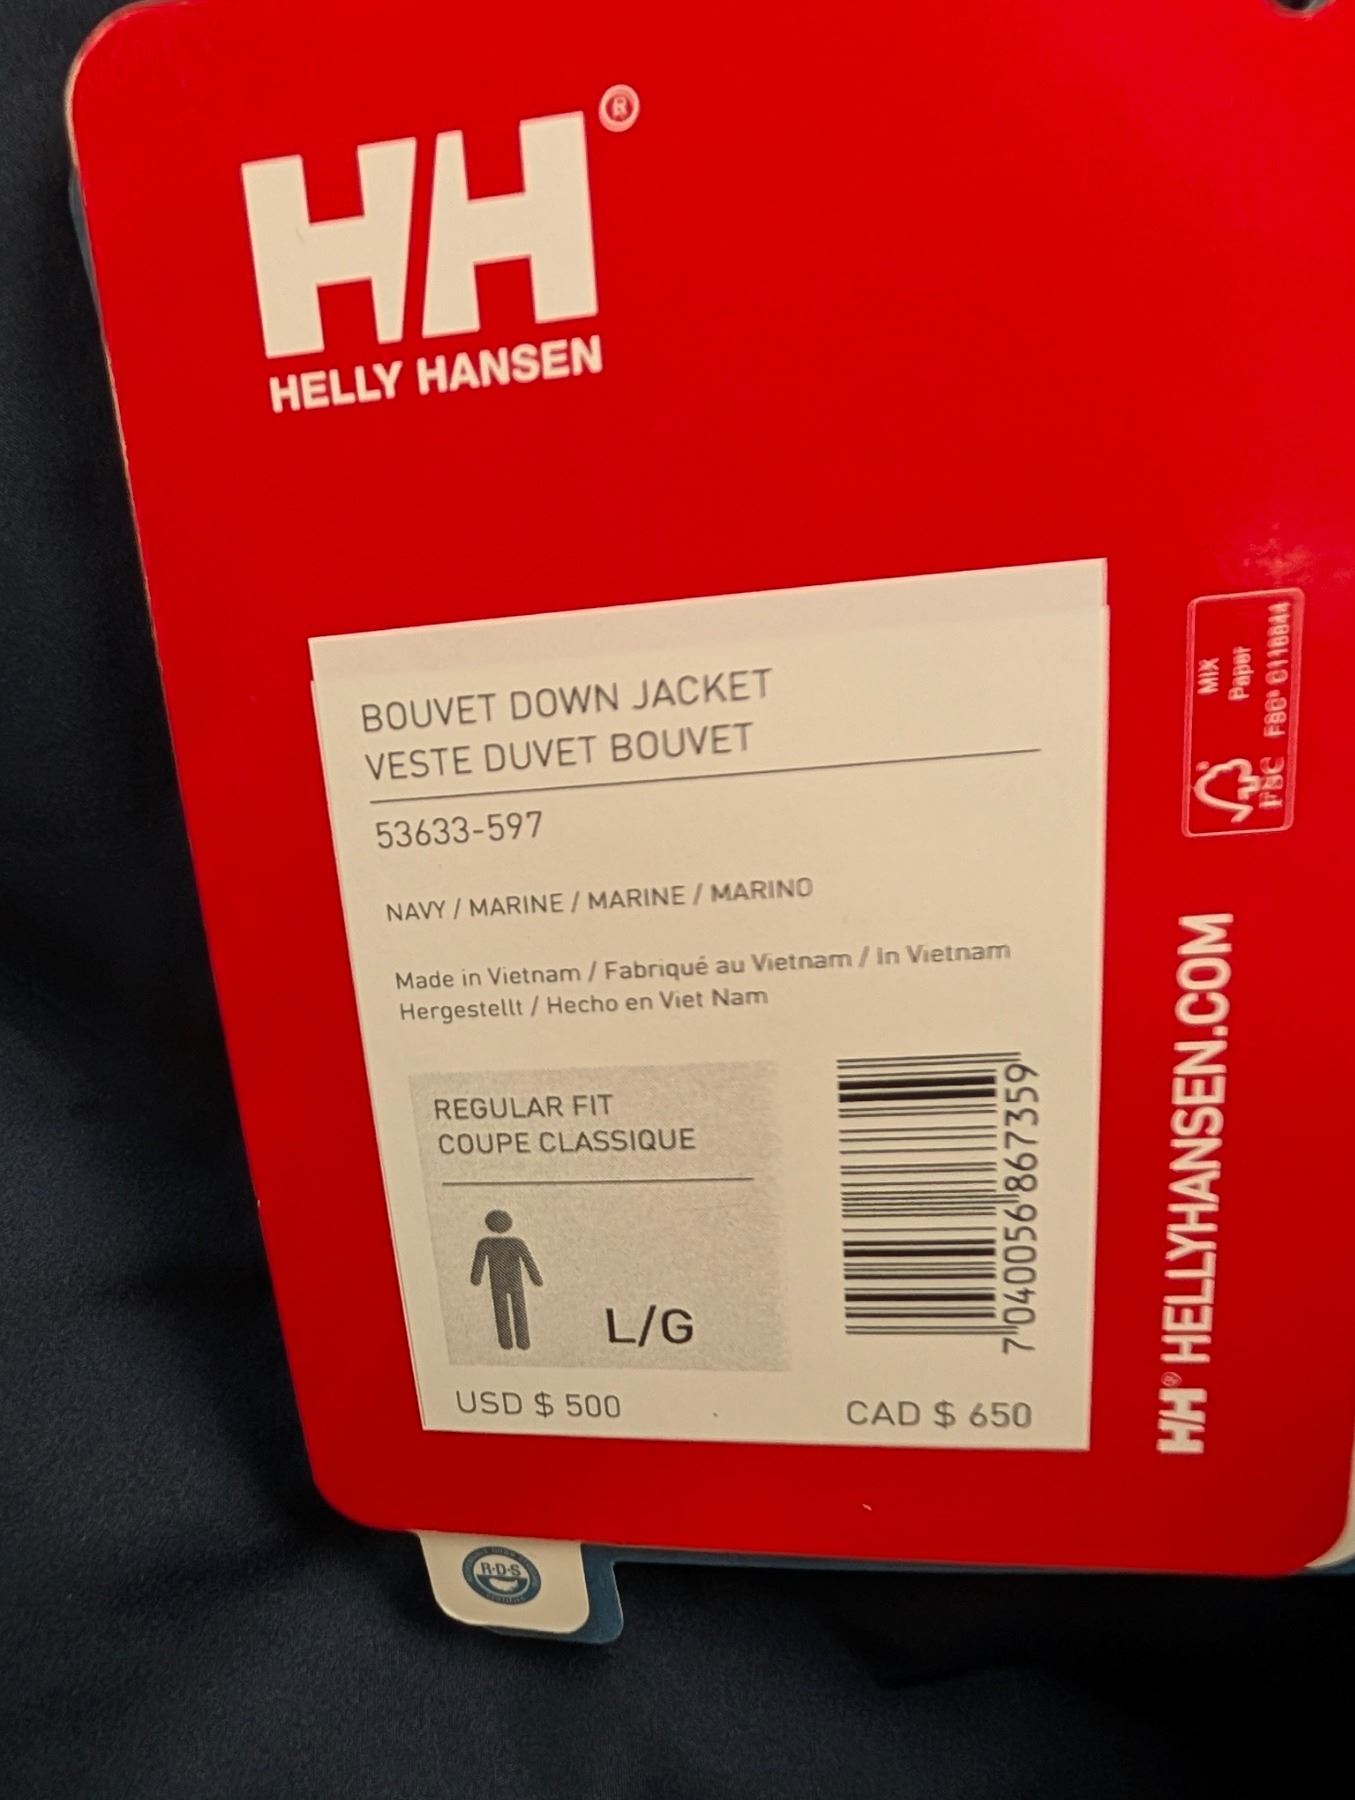 HH®
HELLY HANSEN
BOUVET DOWN JACKET
VESTE DUVET BOUVET
53633-597
NAVY / MARINE / MARINE / MARINO
Made in Vietnam / Fabriqué au Vietnam / In Vietnam
Hergestellt / Hecho en Viet Nam
REGULAR FIT
COUPE CLASSIQUE
L/G
7040056867359
USD $ 500
CAD $ 650
MIX
Paper
FSC
HH® HELLYHANSEN.COM
R·D·S